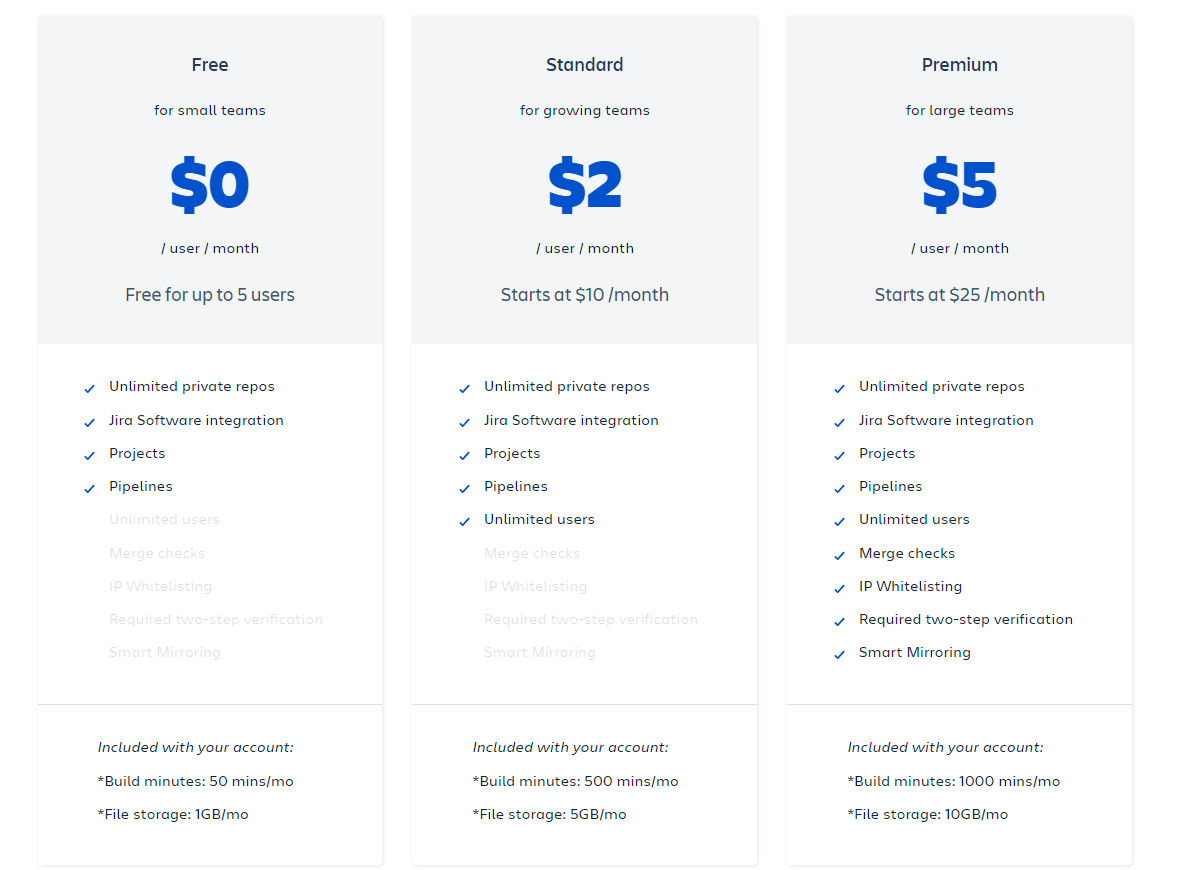 Free
for small teams
$0
/ user / month
Free for up to 5 users
Unlimited private repos
Jira Software integration
Projects
Pipelines
Unlimited users
Merge checks
IP Whitelisting
Required two-step verification
Smart Mirroring
Included with your account:
*Build minutes: 50 mins/mo
*File storage: 1GB/mo
Standard
for growing teams
$2
/ user / month
Starts at $10 /month
Unlimited private repos
Jira Software integration
Projects
Pipelines
Unlimited users
Merge checks
IP Whitelisting
Required two-step verification
Smart Mirroring
Included with your account:
*Build minutes: 500 mins/mo
*File storage: 5GB/mo
Premium
for large teams
$5
/ user / month
Starts at $25 /month
Unlimited private repos
Jira Software integration
Projects
Pipelines
Unlimited users
Merge checks
IP Whitelisting
Required two-step verification
Smart Mirroring
Included with your account:
*Build minutes: 1000 mins/mo
*File storage: 10GB/mo